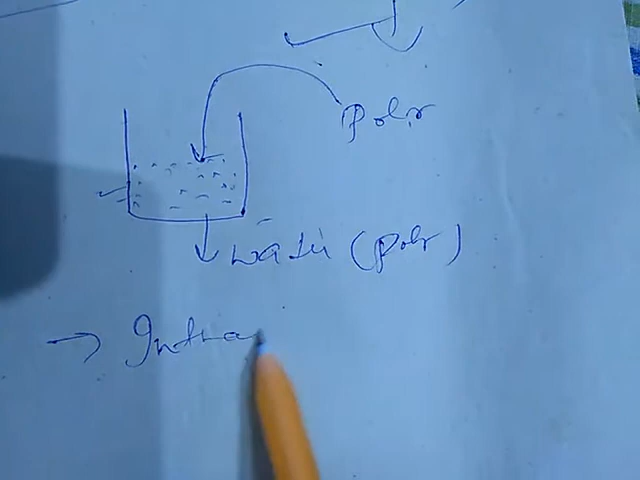 Polar
water (polar)
→ Intra